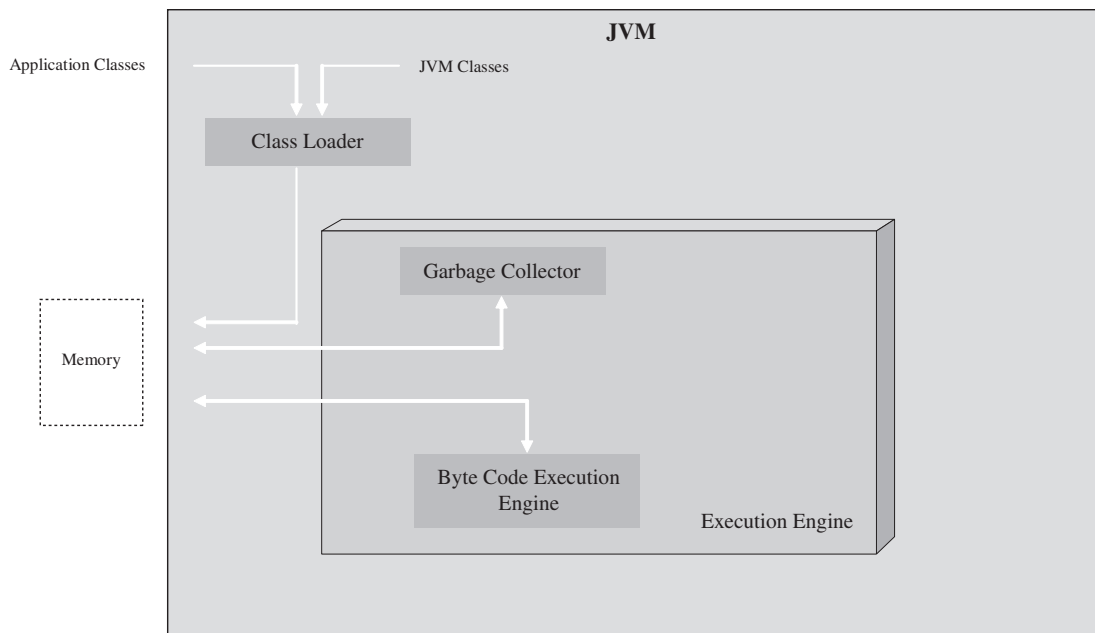 JVM
Application Classes
JVM Classes
Class Loader
Garbage Collector
Memory
Byte Code Execution
Engine
Execution Engine